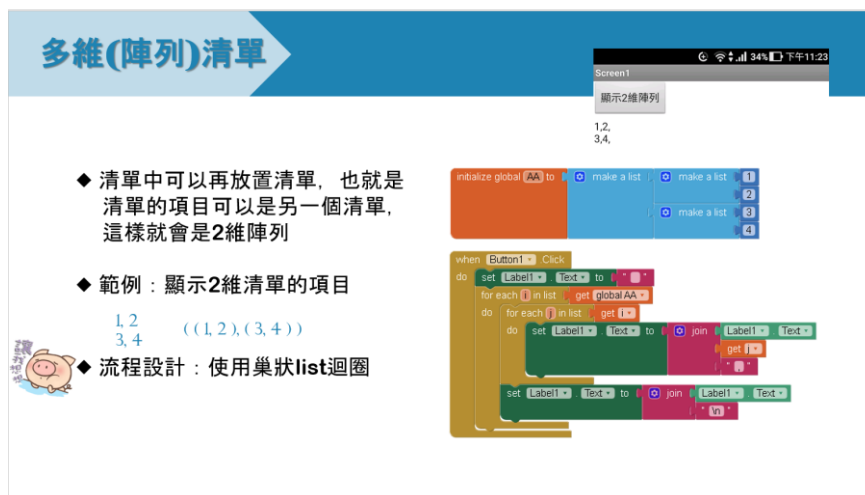 多維(陣列)清單
34% 下午11:23
Screen1
顯示2維陣列
1,2,
3,4,
◆ 清單中可以再放置清單，也就是
清單的項目可以是另一個清單，
這樣就會是2維陣列
◆ 範例：顯示2維清單的項目
1, 2
3, 4
( ( 1, 2 ) , ( 3, 4 ) )
◆ 流程設計：使用巢狀list迴圈
initialize global AA to make a list make a list 1
2
make a list 3
4
when Button1 .Click
do set Label1 . Text to " "
for each i in list get global AA
do for each j in list get i
do set Label1 . Text to join Label1 . Text
get j
" , "
set Label1 . Text to join Label1 . Text
" \n "